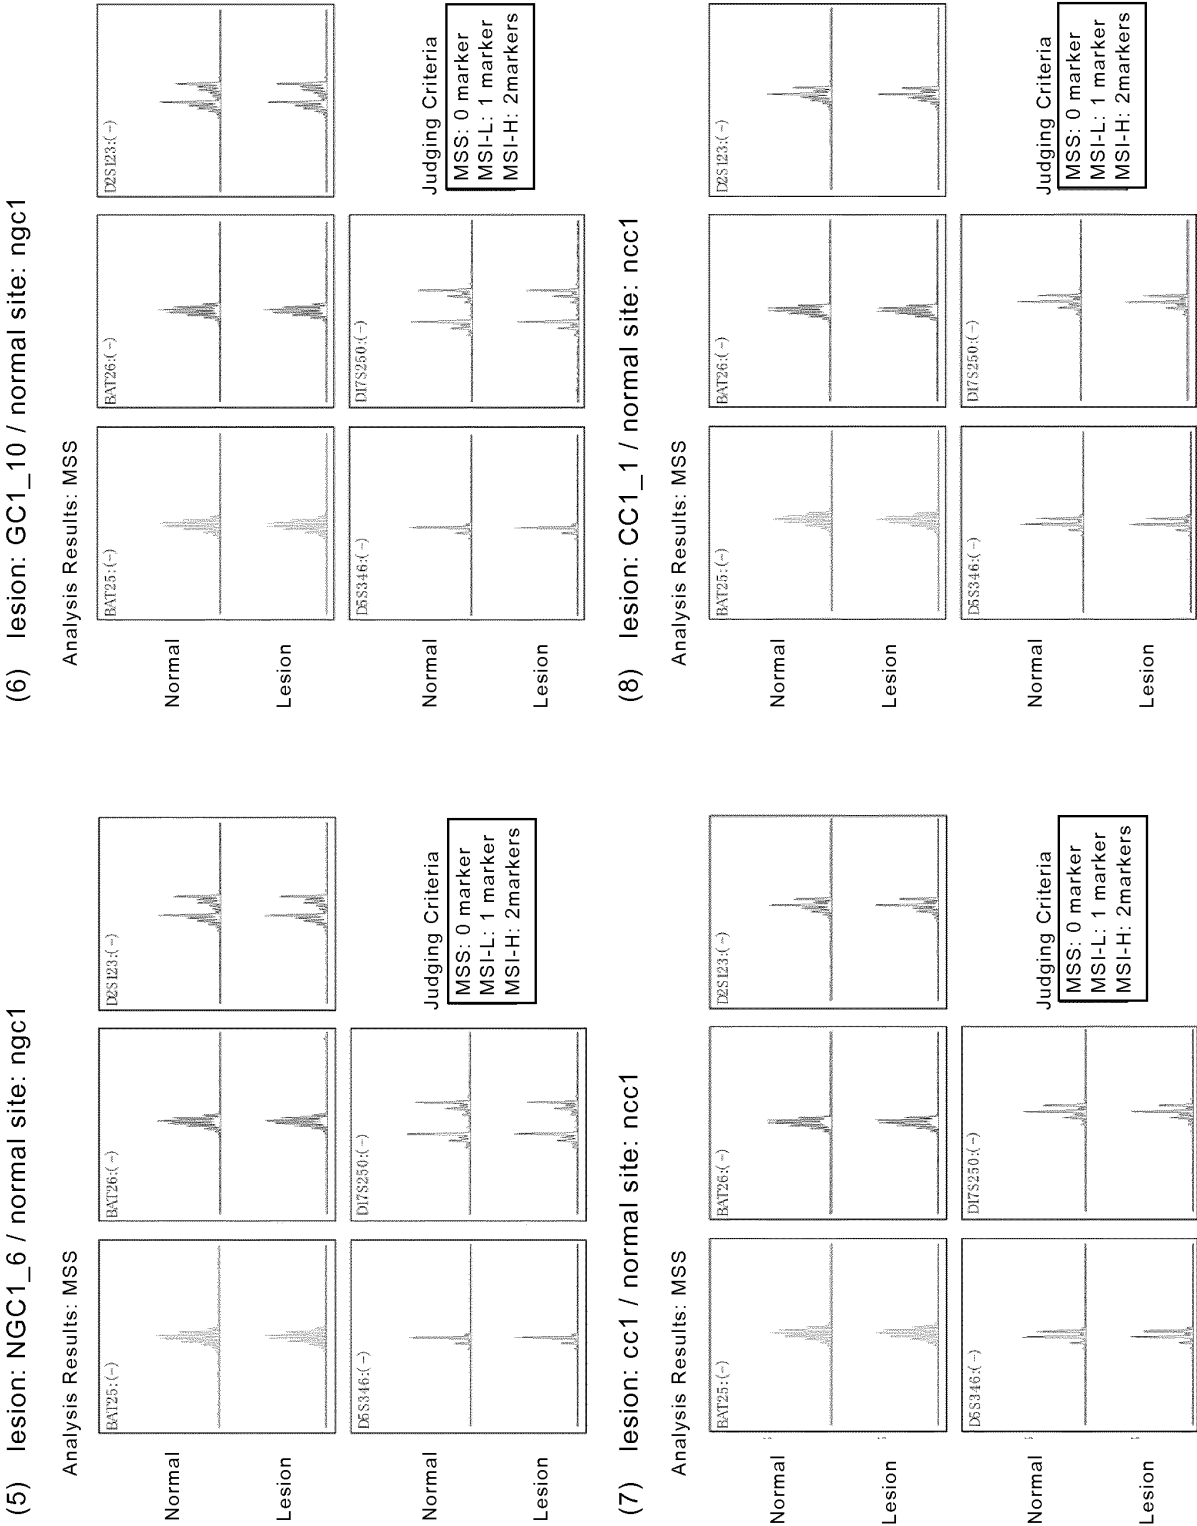 (5) lesion: NGC1_6 / normal site: ngc1
Analysis Results: MSS
BAT25:(-)
BAT26:(-)
D2S123:(-)
Normal
Lesion
D5S346:(-)
D17S250:(-)
Normal
Lesion
Judging Criteria
MSS: 0 marker
MSI-L: 1 marker
MSI-H: 2markers
(6) lesion: GC1_10 / normal site: ngc1
Analysis Results: MSS
BAT25:(-)
BAT26:(-)
D2S123:(-)
Normal
Lesion
D5S346:(-)
D17S250:(-)
Normal
Lesion
Judging Criteria
MSS: 0 marker
MSI-L: 1 marker
MSI-H: 2markers
(7) lesion: cc1 / normal site: ncc1
Analysis Results: MSS
BAT25:(-)
BAT26:(-)
D2S123:(-)
Normal
Lesion
D5S346:(-)
D17S250:(-)
Normal
Lesion
Judging Criteria
MSS: 0 marker
MSI-L: 1 marker
MSI-H: 2markers
(8) lesion: CC1_1 / normal site: ncc1
Analysis Results: MSS
BAT25:(-)
BAT26:(-)
D2S123:(-)
Normal
Lesion
D5S346:(-)
D17S250:(-)
Normal
Lesion
Judging Criteria
MSS: 0 marker
MSI-L: 1 marker
MSI-H: 2markers